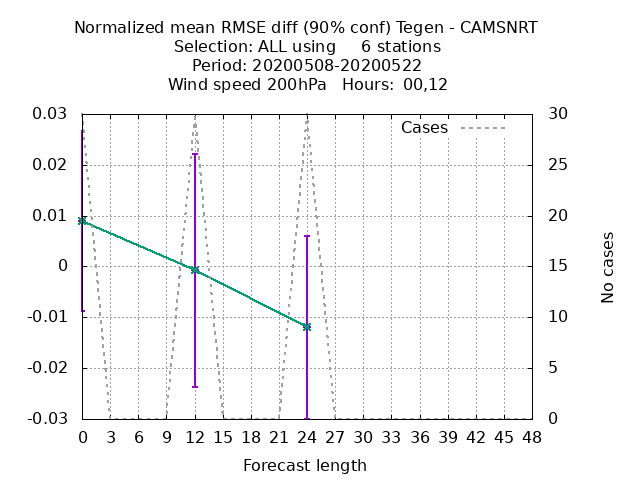 Normalized mean RMSE diff (90% conf) Tegen - CAMSNRT
Selection: ALL using     6 stations
Period: 20200508-20200522
Wind speed 200hPa   Hours:  00,12
Cases
0.03
0.02
0.01
0
-0.01
-0.02
-0.03
30
25
20
15
10
5
0
No cases
0 3 6 9 12 15 18 21 24 27 30 33 36 39 42 45 48
Forecast length